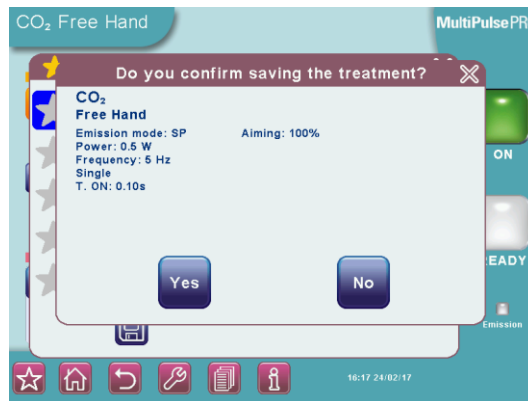 CO₂ Free Hand
MultiPulsePR
Do you confirm saving the treatment?
CO₂
Free Hand
Emission mode: SP Aiming: 100%
Power: 0.5 W
Frequency: 5 Hz
Single
T. ON: 0.10s
ON
EADY
Yes No
Emission
16:17 24/02/17